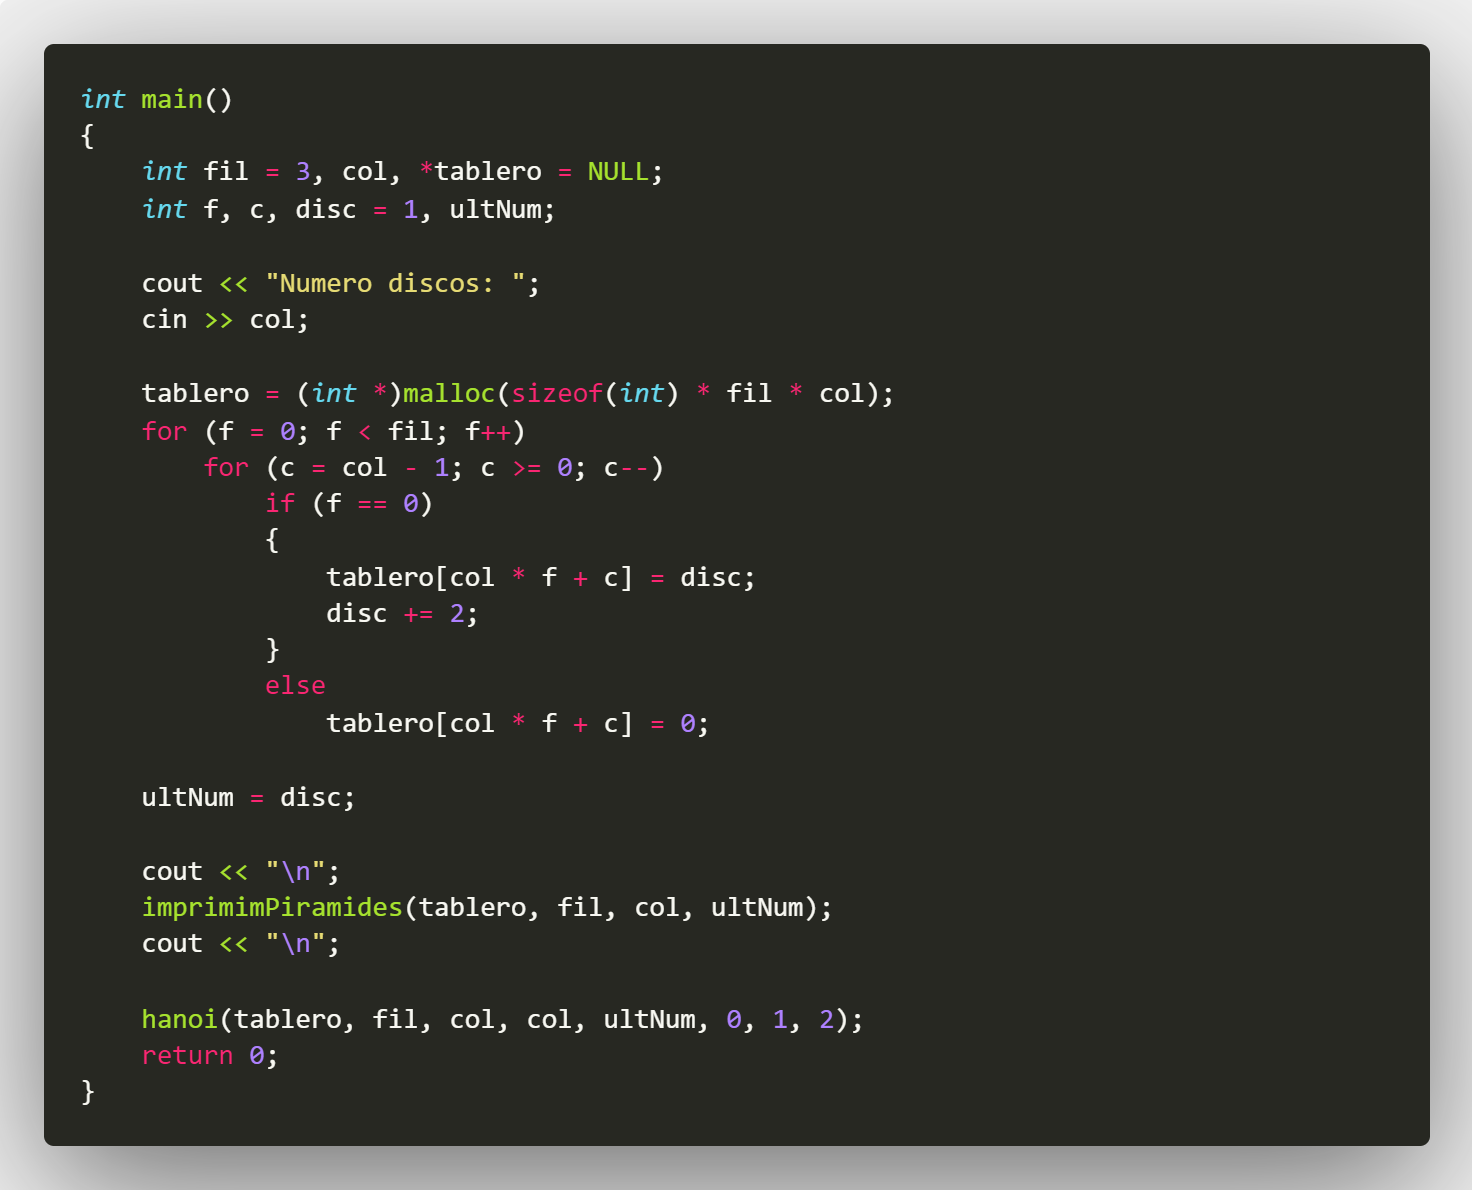 int main()
{
    int fil = 3, col, *tablero = NULL;
    int f, c, disc = 1, ultNum;

    cout << "Numero discos: ";
    cin >> col;

    tablero = (int *)malloc(sizeof(int) * fil * col);
    for (f = 0; f < fil; f++)
        for (c = col - 1; c >= 0; c--)
            if (f == 0)
            {
                tablero[col * f + c] = disc;
                disc += 2;
            }
            else
                tablero[col * f + c] = 0;

    ultNum = disc;

    cout << "\n";
    imprimimPiramides(tablero, fil, col, ultNum);
    cout << "\n";

    hanoi(tablero, fil, col, col, ultNum, 0, 1, 2);
    return 0;
}